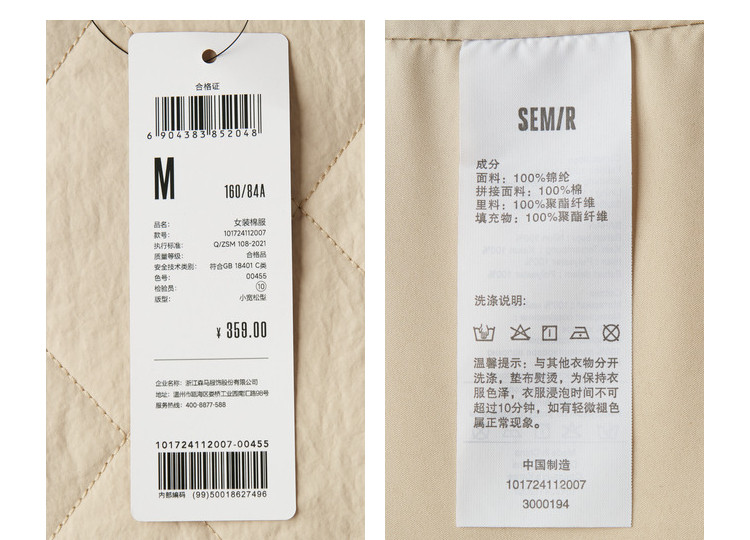 合格证
6 904383 852048
M
160/84A
品名: 女装棉服
款号: 101724112007
执行标准: Q/ZSM 108-2021
质量等级: 合格品
安全技术类别: 符合GB 18401 C类
色号: 00455
检验员: ⑩
版型: 小宽松型
¥ 359.00
企业名称: 浙江森马服饰股份有限公司
地址: 温州市瓯海区娄桥工业园南汇路98号
服务热线: 400-8877-588
101724112007-00455
内部编码 (99)50018627496
SEM/R
成分
面料: 100%锦纶
拼接面料: 100%棉
里料: 100%聚酯纤维
填充物: 100%聚酯纤维
洗涤说明:
温馨提示: 与其他衣物分开
洗涤, 垫布熨烫, 为保持衣
服色泽, 衣服浸泡时间不可
超过10分钟, 如有轻微褪色
属正常现象。
中国制造
101724112007
3000194